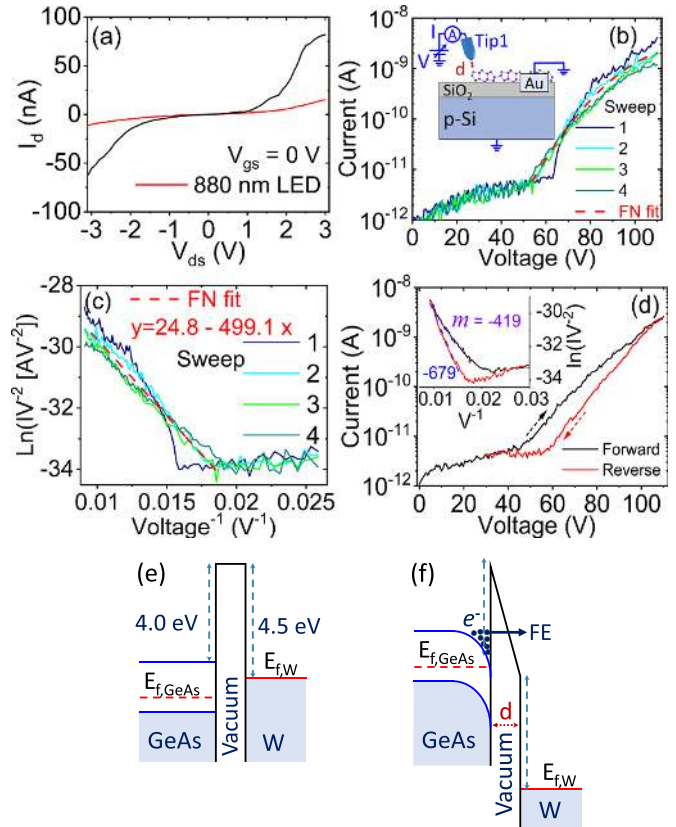 (a)
I_d (nA)
100
50
0
-50
-100
V_gs = 0 V
880 nm LED
-3 -2 -1 0 1 2 3
V_ds (V)
(b)
Current (A)
10^-8
10^-9
10^-10
10^-11
10^-12
I
A
V
Tip1
d
Au
SiO2
p-Si
Sweep
1
2
3
4
FN fit
0 20 40 60 80 100
Voltage (V)
(c)
Ln(IV^-2 [AV^-2])
-28
-30
-32
-34
FN fit
y=24.8 - 499.1 x
Sweep
1
2
3
4
0.01 0.015 0.020 0.025
Voltage^-1 (V^-1)
(d)
Current (A)
10^-8
10^-9
10^-10
10^-11
10^-12
m = -419
-679
-30
-32
-34
ln(IV^-2)
0.01 0.02 0.03
V^-1
Forward
Reverse
0 20 40 60 80 100
Voltage (V)
(e)
4.0 eV
4.5 eV
E_f,W
E_f,GeAs
GeAs
Vacuum
W
(f)
e^-
FE
E_f,GeAs
d
GeAs
Vacuum
E_f,W
W